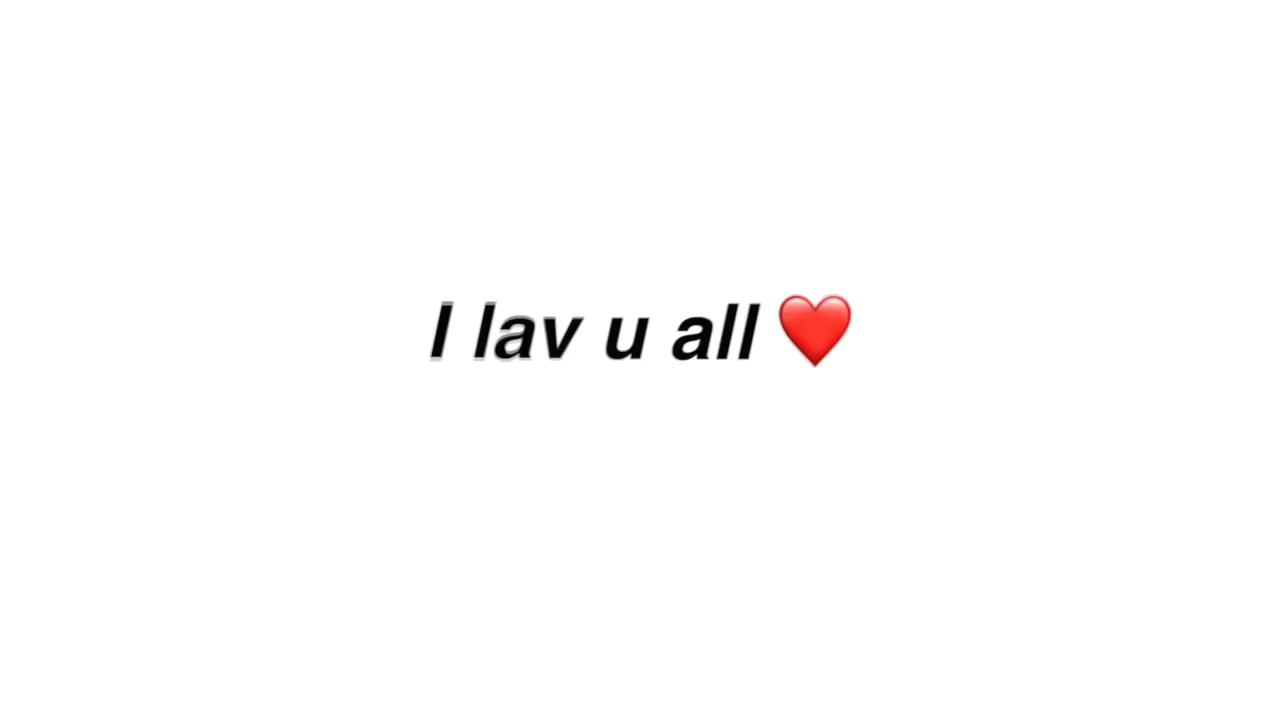 I lav u all ❤️